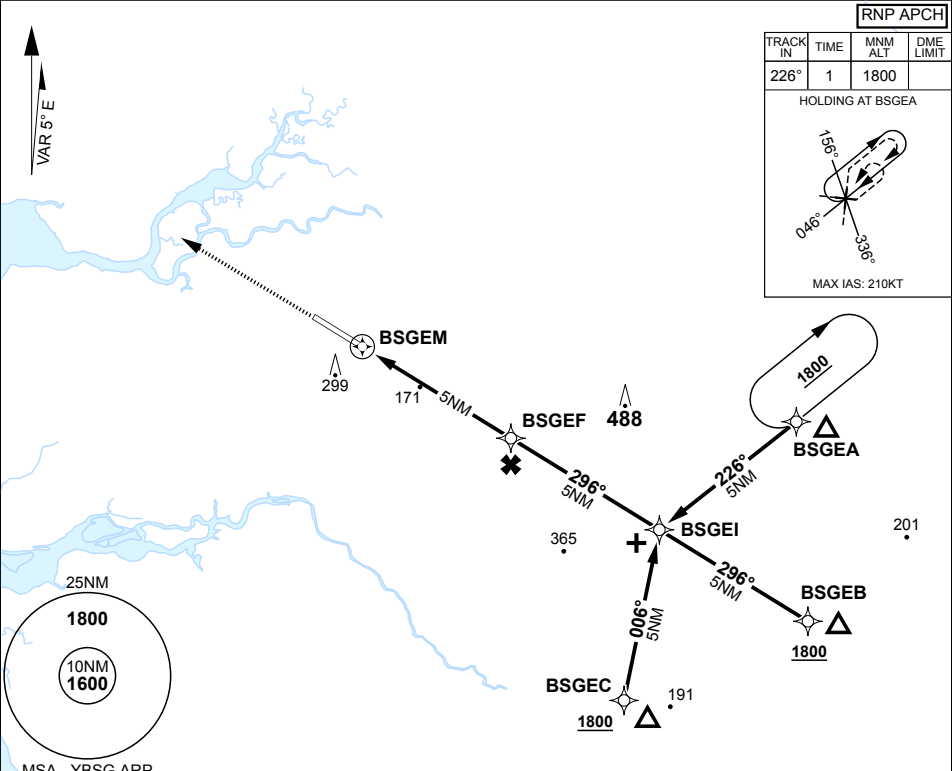 RNP APCH
TRACK IN
TIME
MNM ALT
DME LIMIT
226°
1
1800
HOLDING AT BSGEA
156°
046°
336°
MAX IAS: 210KT
VAR 5° E
BSGEM
299
171
5NM
BSGEF
488
1800
BSGEA
226°
5NM
296°
5NM
BSGEI
365
201
296°
5NM
BSGEB
1800
006°
5NM
BSGEC
1800
191
25NM
1800
10NM
1600
MSA YBSG ARP